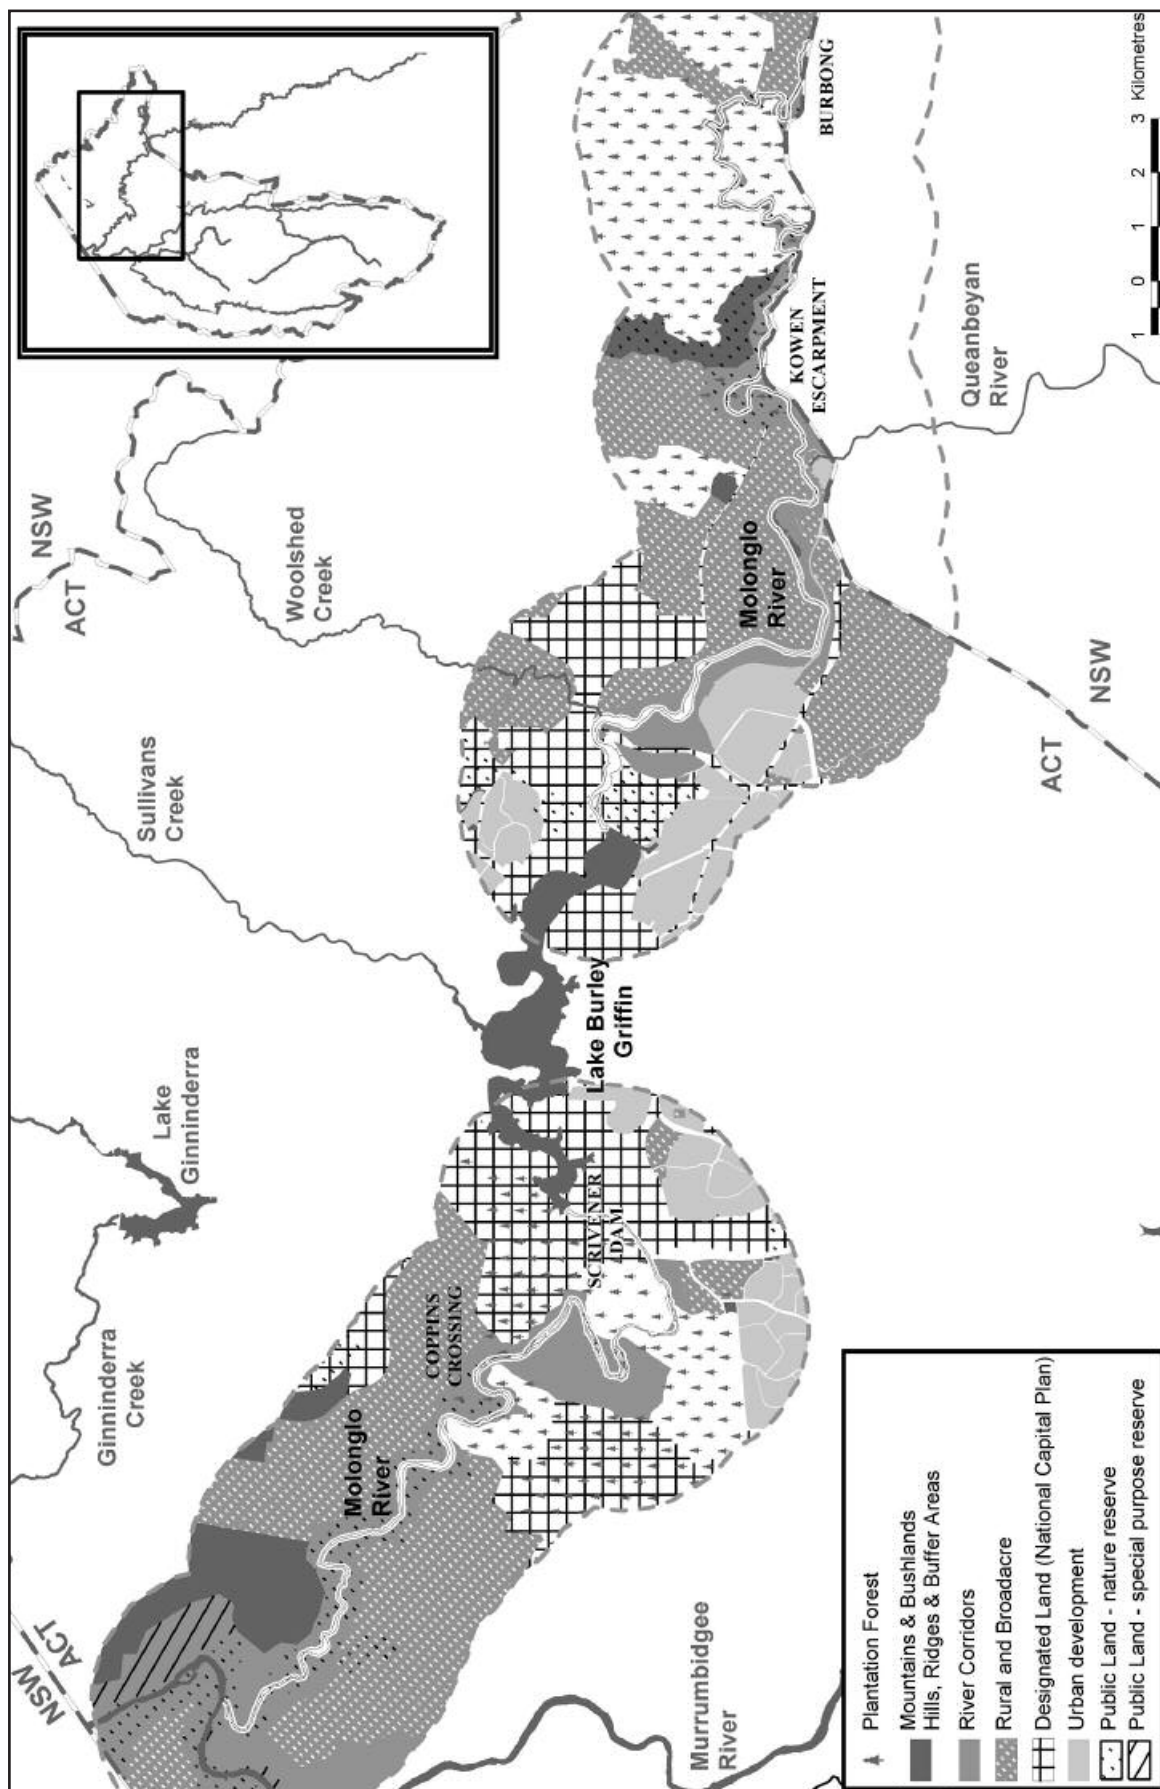 NSW
ACT
Murrumbidgee
River
Molonglo
River
Ginninderra
Creek
COPPINS
CROSSING
Lake
Ginninderra
SCRIVENER
DAM
Lake Burley
Griffin
Sullivans
Creek
Woolshed
Creek
NSW
ACT
Molonglo
River
ACT
NSW
KOWEN
ESCARPMENT
Queanbeyan
River
BURBONG
1 0 1 2 3 Kilometres
Plantation Forest
Mountains & Bushlands
Hills, Ridges & Buffer Areas
River Corridors
Rural and Broadacre
Designated Land (National Capital Plan)
Urban development
Public Land - nature reserve
Public Land - special purpose reserve